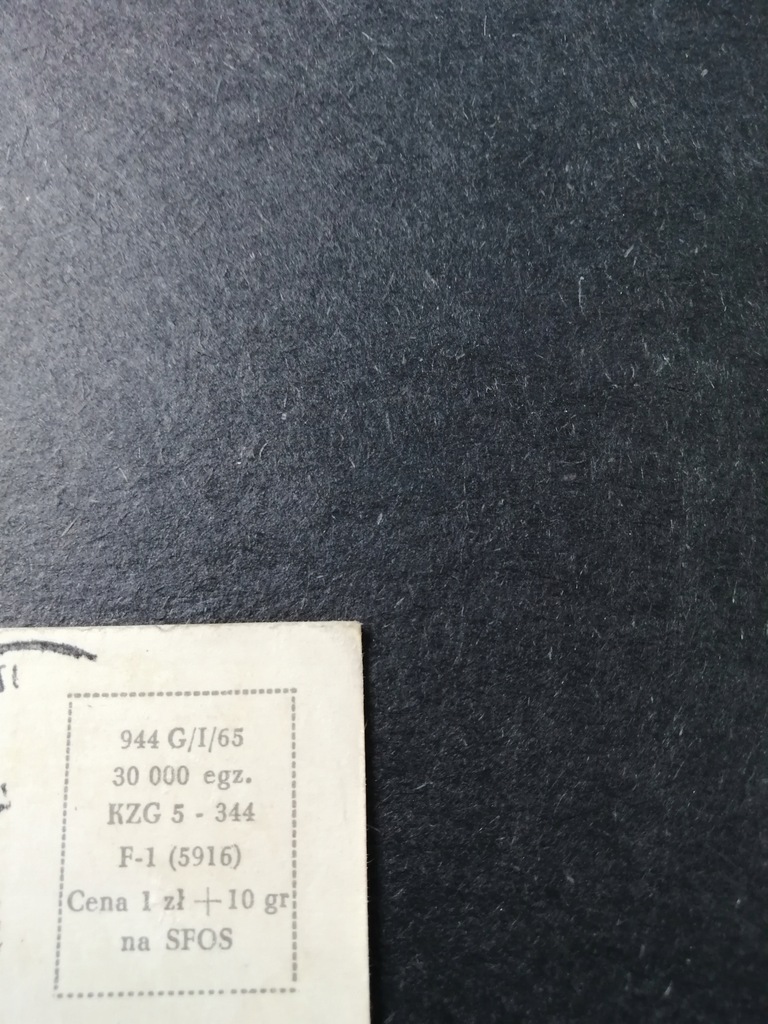 944 G/I/65
30 000 egz.
KZG 5 - 344
F-1 (5916)
Cena 1 zł + 10 gr
na SFOS